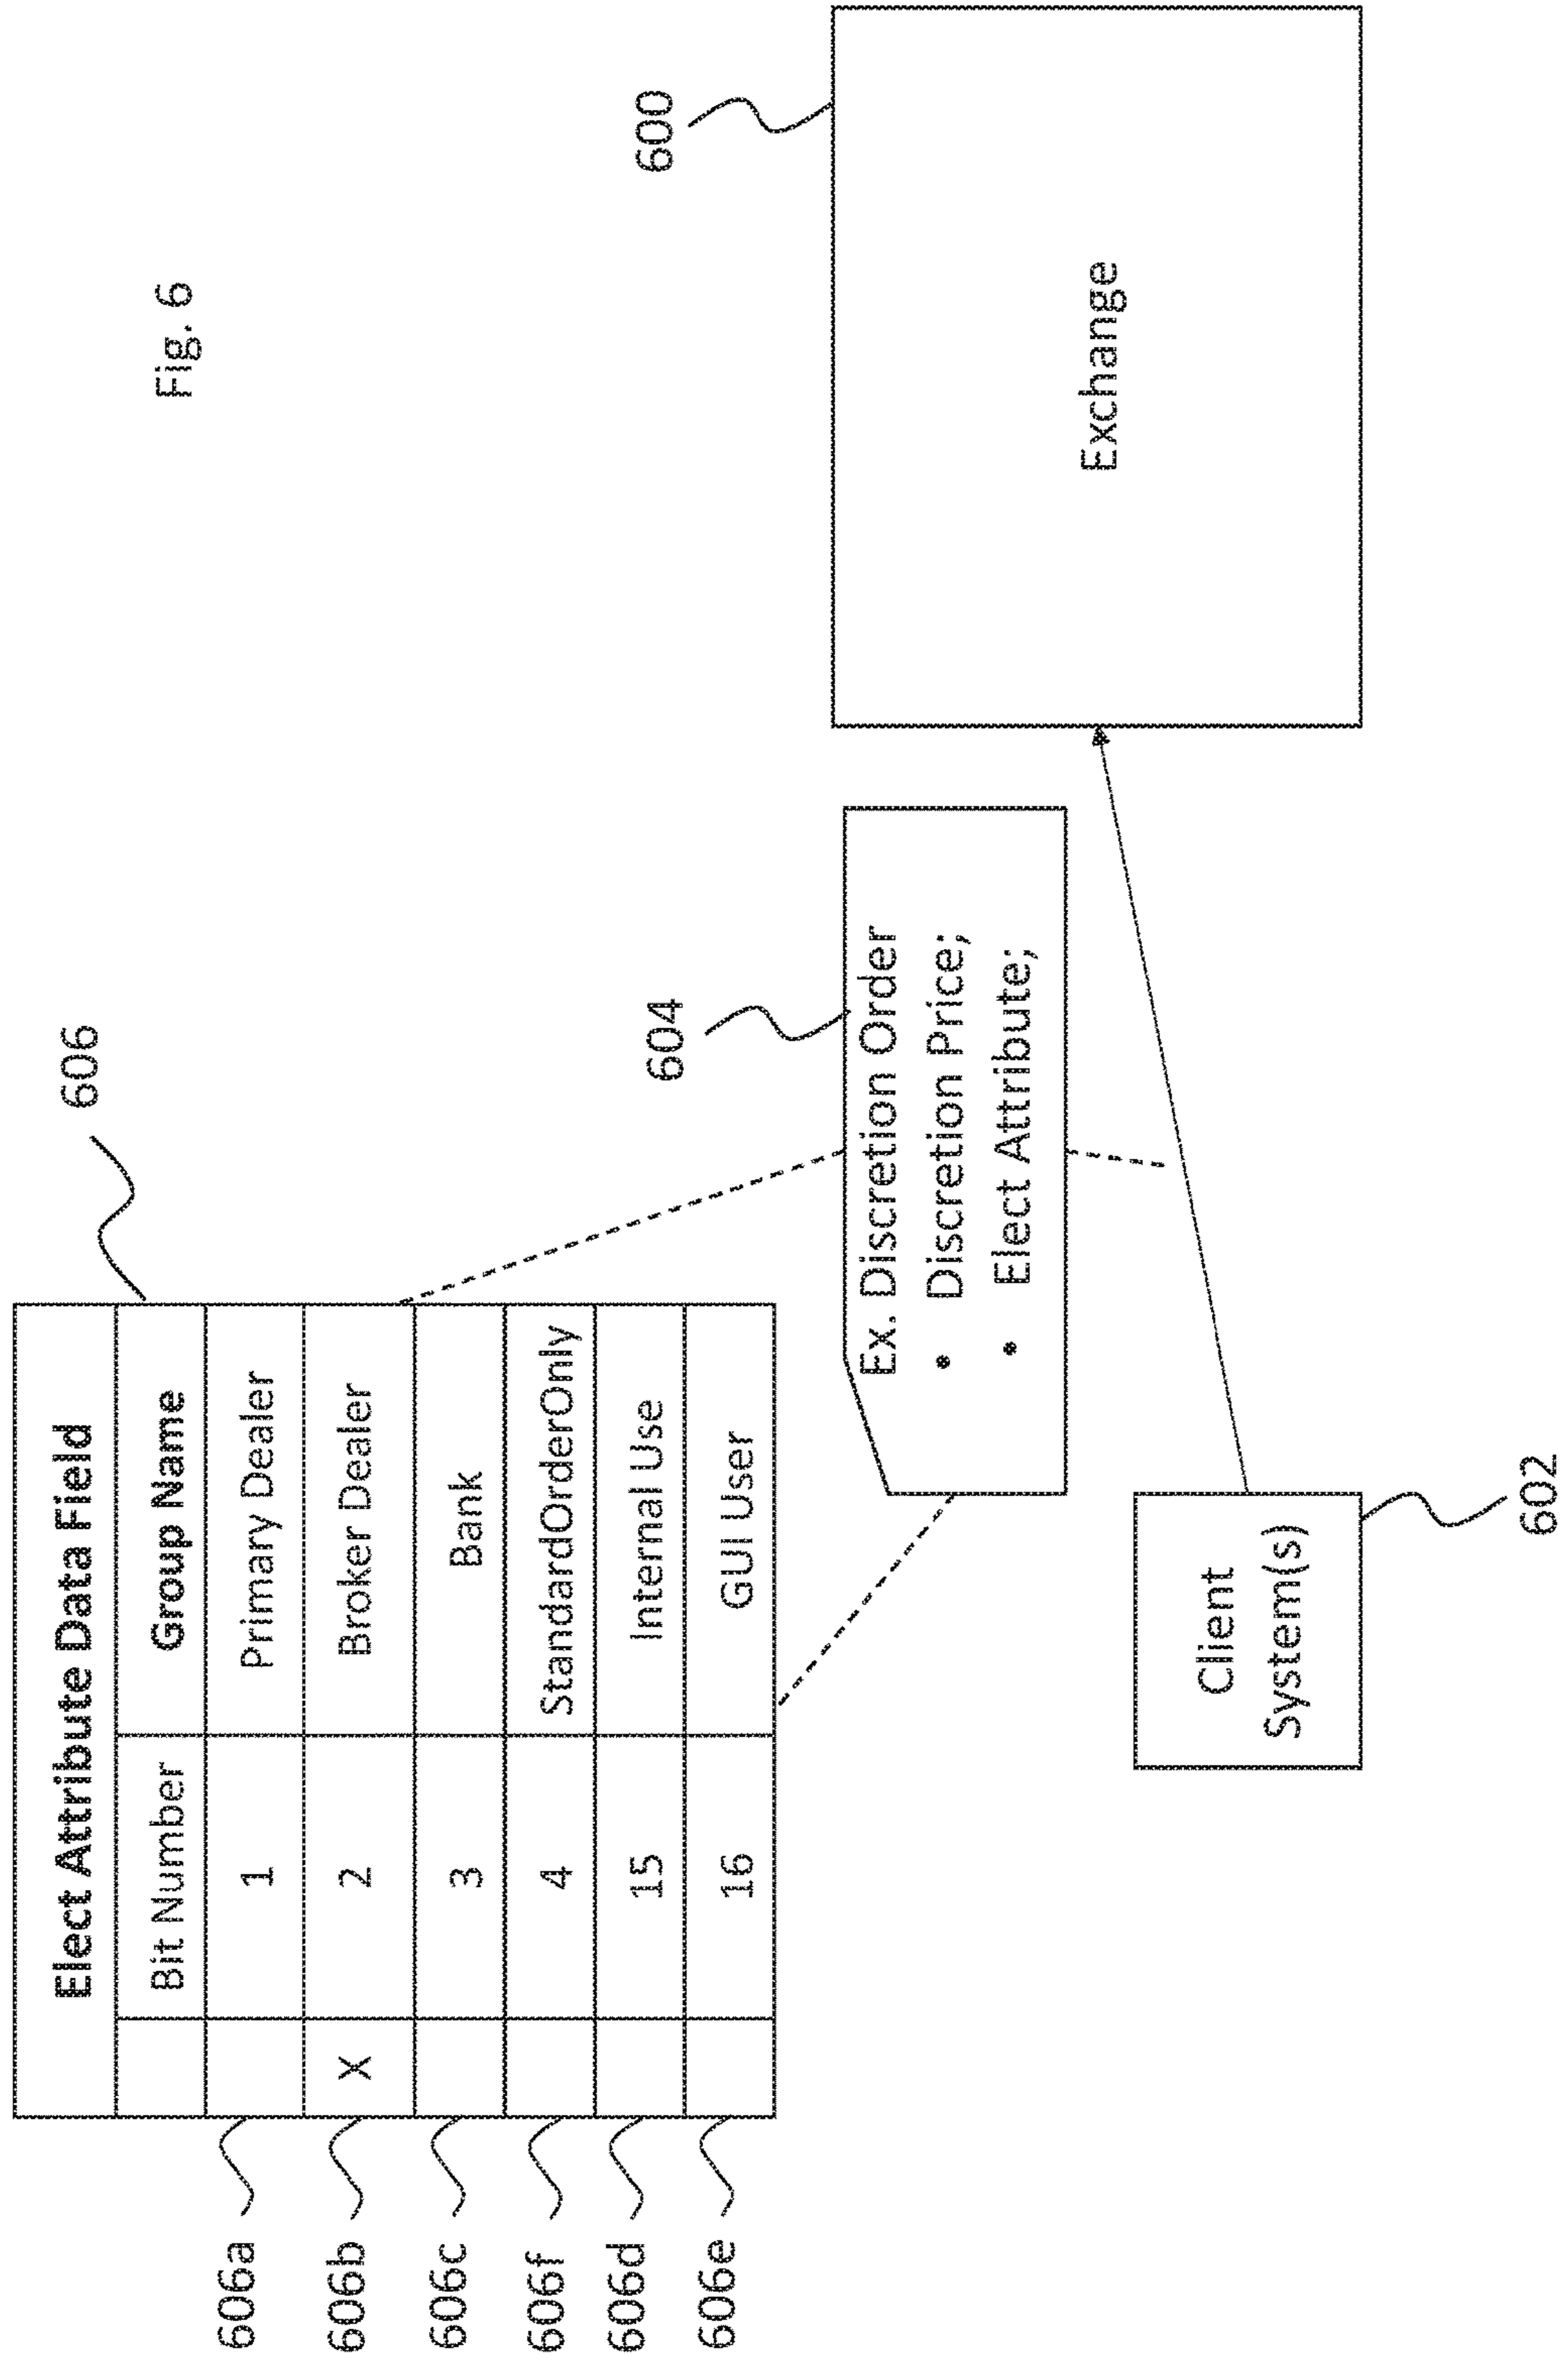 Fig. 6
606
Elect Attribute Data Field
Bit Number Group Name
606a 1 Primary Dealer
606b X 2 Broker Dealer
606c 3 Bank
606f 4 StandardOrderOnly
606d 15 Internal Use
606e 16 GUI User
604
Ex. Discretion Order
• Discretion Price;
• Elect Attribute;
600
Exchange
Client
System(s)
602